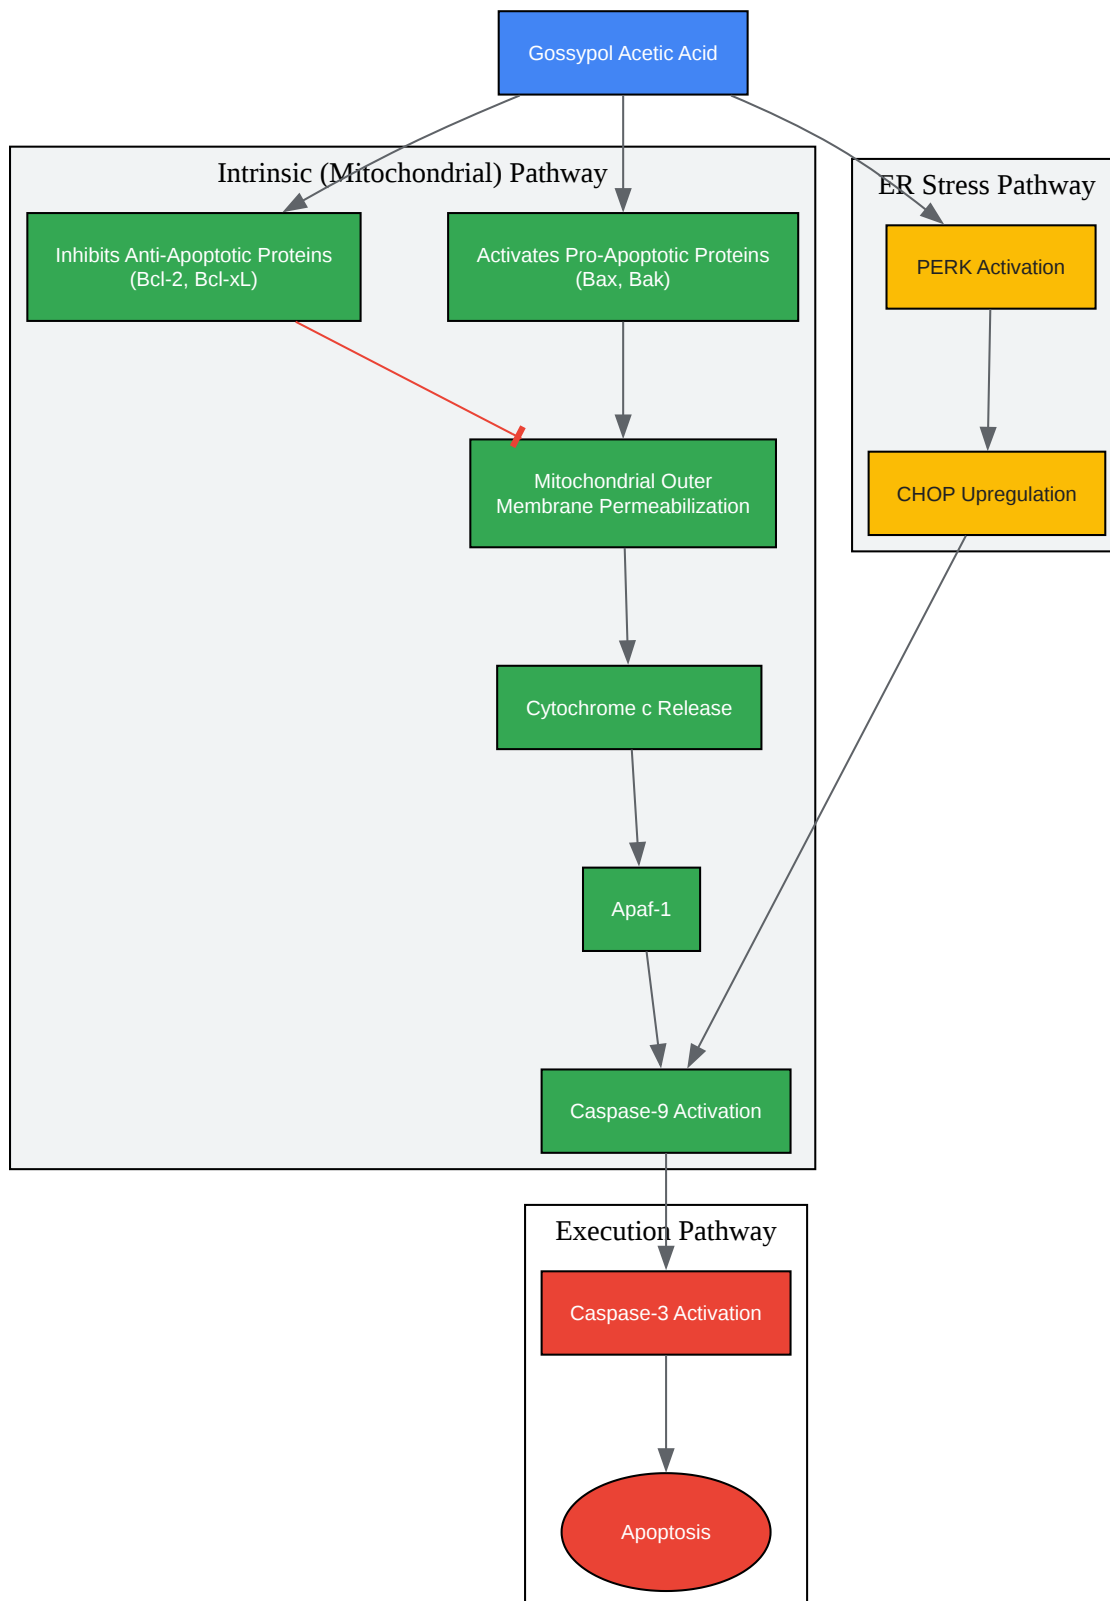 Gossypol Acetic Acid
Intrinsic (Mitochondrial) Pathway
ER Stress Pathway
Inhibits Anti-Apoptotic Proteins
(Bcl-2, Bcl-xL)
Activates Pro-Apoptotic Proteins
(Bax, Bak)
PERK Activation
Mitochondrial Outer
Membrane Permeabilization
CHOP Upregulation
Cytochrome c Release
Apaf-1
Caspase-9 Activation
Execution Pathway
Caspase-3 Activation
Apoptosis